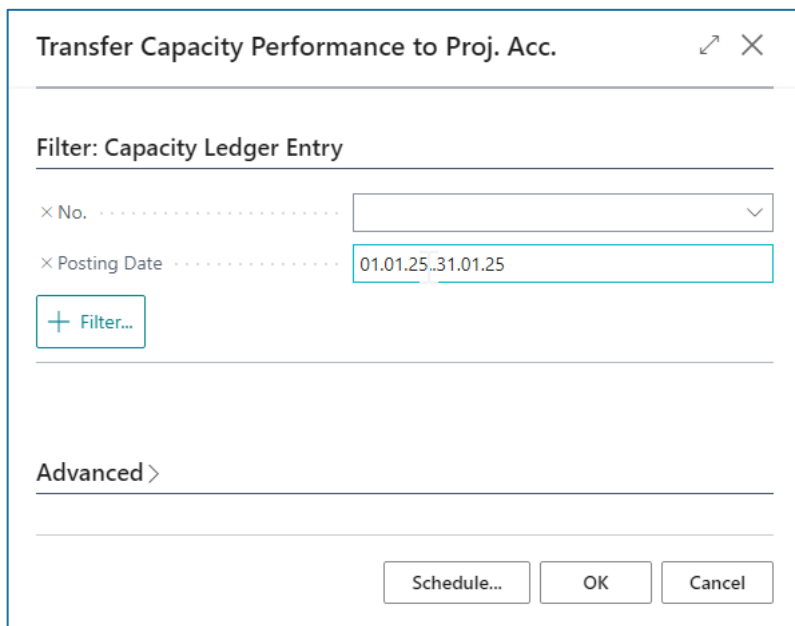 Transfer Capacity Performance to Proj. Acc.
Filter: Capacity Ledger Entry
No.
Posting Date 01.01.25..31.01.25
Filter...
Advanced
Schedule... OK Cancel